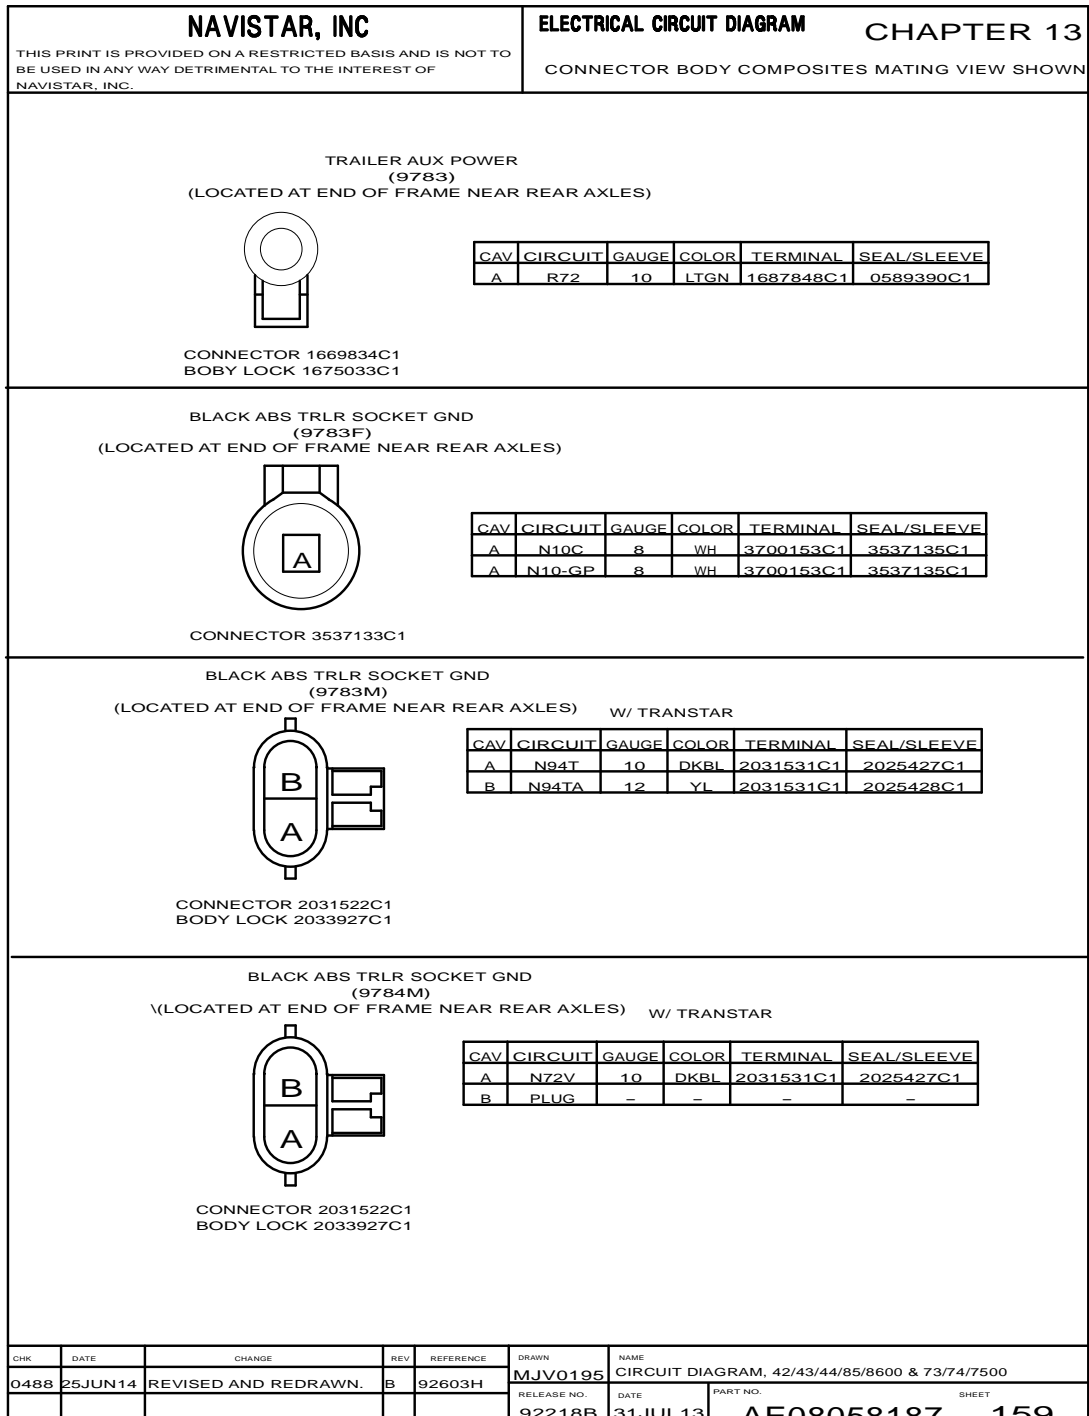 NAVISTAR, INC
THIS PRINT IS PROVIDED ON A RESTRICTED BASIS AND IS NOT TO
BE USED IN ANY WAY DETRIMENTAL TO THE INTEREST OF
NAVISTAR, INC.
ELECTRICAL CIRCUIT DIAGRAM
CHAPTER 13
CONNECTOR BODY COMPOSITES MATING VIEW SHOWN
TRAILER AUX POWER
(9783)
(LOCATED AT END OF FRAME NEAR REAR AXLES)
CAV CIRCUIT GAUGE COLOR TERMINAL SEAL/SLEEVE
A R72 10 LTGN 1687848C1 0589390C1
CONNECTOR 1669834C1
BOBY LOCK 1675033C1
BLACK ABS TRLR SOCKET GND
(9783F)
(LOCATED AT END OF FRAME NEAR REAR AXLES)
A
CAV CIRCUIT GAUGE COLOR TERMINAL SEAL/SLEEVE
A N10C 8 WH 3700153C1 3537135C1
A N10-GP 8 WH 3700153C1 3537135C1
CONNECTOR 3537133C1
BLACK ABS TRLR SOCKET GND
(9783M)
(LOCATED AT END OF FRAME NEAR REAR AXLES)
W/ TRANSTAR
B
A
CAV CIRCUIT GAUGE COLOR TERMINAL SEAL/SLEEVE
A N94T 10 DKBL 2031531C1 2025427C1
B N94TA 12 YL 2031531C1 2025428C1
CONNECTOR 2031522C1
BODY LOCK 2033927C1
BLACK ABS TRLR SOCKET GND
(9784M)
\(LOCATED AT END OF FRAME NEAR REAR AXLES)
W/ TRANSTAR
B
A
CAV CIRCUIT GAUGE COLOR TERMINAL SEAL/SLEEVE
A N72V 10 DKBL 2031531C1 2025427C1
B PLUG – – – –
CONNECTOR 2031522C1
BODY LOCK 2033927C1
CHK DATE CHANGE REV REFERENCE
0488 25JUN14 REVISED AND REDRAWN. B 92603H
DRAWN
MJV0195
NAME
CIRCUIT DIAGRAM, 42/43/44/85/8600 & 73/74/7500
RELEASE NO. DATE PART NO. SHEET
92218B 31JUL13 AE08058187 159